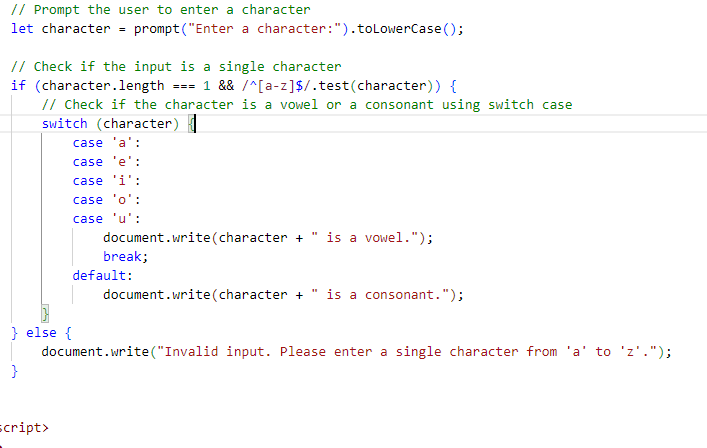 // Prompt the user to enter a character
let character = prompt("Enter a character:").toLowerCase();
// Check if the input is a single character
if (character.length === 1 && /^[a-z]$/.test(character)) {
// Check if the character is a vowel or a consonant using switch case
switch (character) {
case 'a':
case 'e':
case 'i':
case 'o':
case 'u':
document.write(character + " is a vowel.");
break;
default:
document.write(character + " is a consonant.");
}
} else {
document.write("Invalid input. Please enter a single character from 'a' to 'z'.");
}
script>